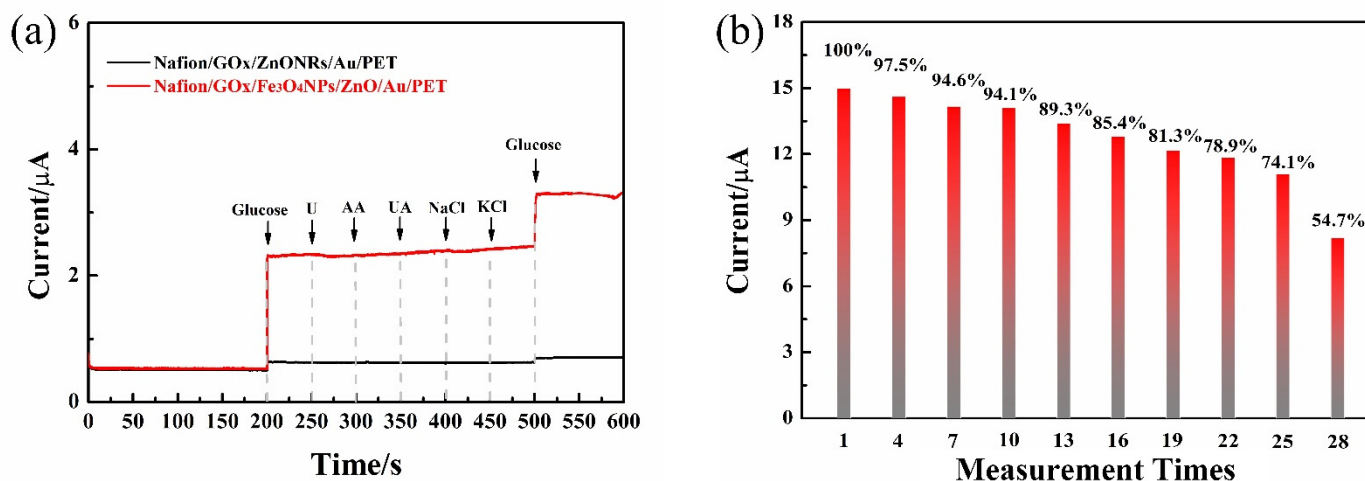 (a)
Current/μA
6
4
2
0
Nafion/GOx/ZnONRs/Au/PET
Nafion/GOx/Fe₃O₄NPs/ZnO/Au/PET
Glucose
Glucose U AA UA NaCl KCl
0 50 100 150 200 250 300 350 400 450 500 550 600
Time/s
(b)
Current/μA
18
15
12
9
6
3
0
100% 97.5% 94.6% 94.1% 89.3% 85.4% 81.3% 78.9% 74.1% 54.7%
1 4 7 10 13 16 19 22 25 28
Measurement Times